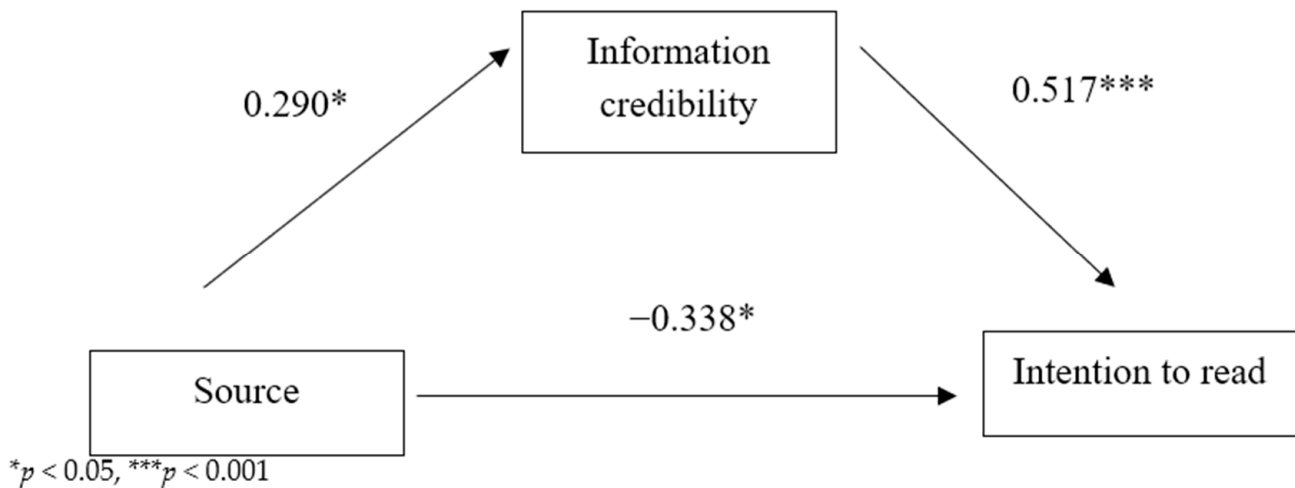 Information
credibility
0.290*
0.517***
−0.338*
Source
Intention to read
*p < 0.05, ***p < 0.001